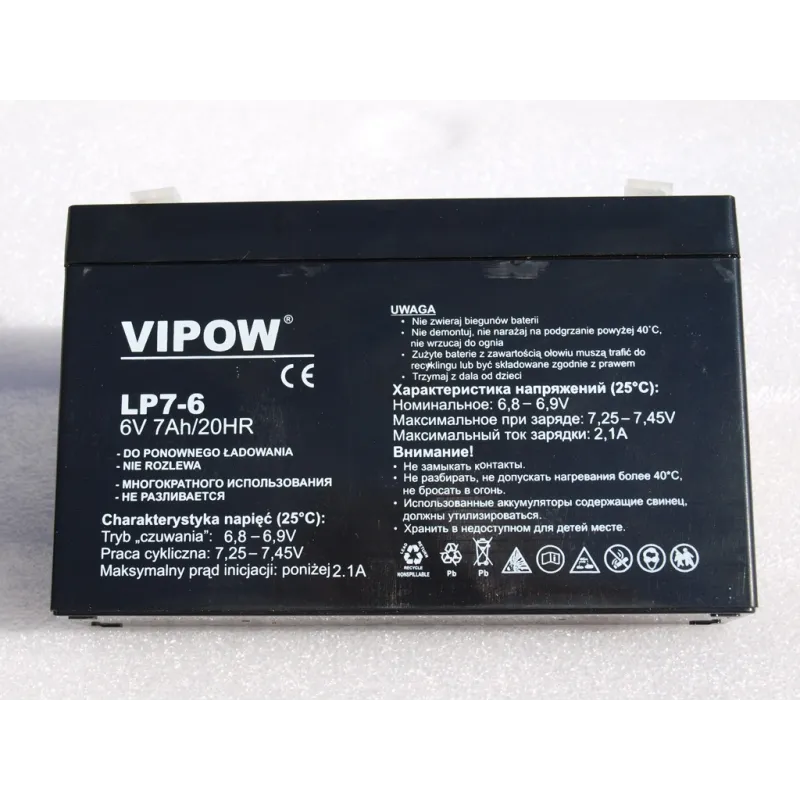 VIPOW®
CE
LP7-6
6V 7Ah/20HR
- DO PONOWNEGO ŁADOWANIA
- NIE ROZLEWA
- МНОГОКРАТНОГО ИСПОЛЬЗОВАНИЯ
- НЕ РАЗЛИВАЕТСЯ
Charakterystyka napięć (25°C):
Tryb „czuwania": 6,8 – 6,9V
Praca cykliczna: 7,25 – 7,45V
Maksymalny prąd inicjacji: poniżej 2.1A
UWAGA
• Nie zwieraj biegunów baterii
• Nie demontuj, nie narażaj na podgrzanie powyżej 40°C,
nie wrzucaj do ognia
• Zużyte baterie z zawartością ołowiu muszą trafić do
recyklingu lub być składowane zgodnie z prawem
• Trzymaj z dala od dzieci
Характеристика напряжений (25°C):
Номинальное: 6,8 – 6,9V
Максимальное при заряде: 7,25 – 7,45V
Максимальный ток зарядки: 2,1A
Внимание!
• Не замыкать контакты.
• Не разбирать, не допускать нагревания более 40°C,
не бросать в огонь.
• Использованные аккумуляторы содержащие свинец,
должны утилизироваться.
• Хранить в недоступном для детей месте.
LEAD
RECYCLE
NONSPILLABLE
Pb
Pb